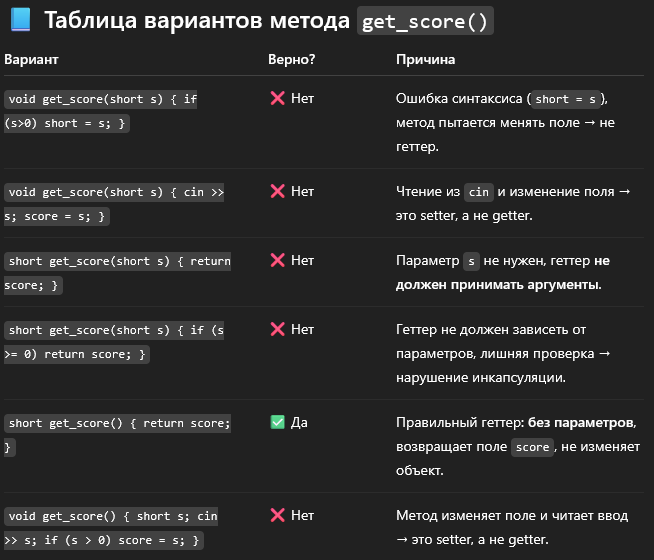 Таблица вариантов метода get_score()
Вариант Верно? Причина
void get_score(short s) { if Нет Ошибка синтаксиса (short = s),
(s>0) short = s; } метод пытается менять поле → не
геттер.
void get_score(short s) { cin >> Нет Чтение из cin и изменение поля →
s; score = s; } это setter, а не getter.
short get_score(short s) { return Нет Параметр s не нужен, геттер не
score; } должен принимать аргументы.
short get_score(short s) { if (s Нет Геттер не должен зависеть от
>= 0) return score; } параметров, лишняя проверка →
нарушение инкапсуляции.
short get_score() { return score; Да Правильный геттер: без параметров,
} возвращает поле score, не изменяет
объект.
void get_score() { short s; cin Нет Метод изменяет поле и читает ввод
>> s; if (s > 0) score = s; } → это setter, а не getter.